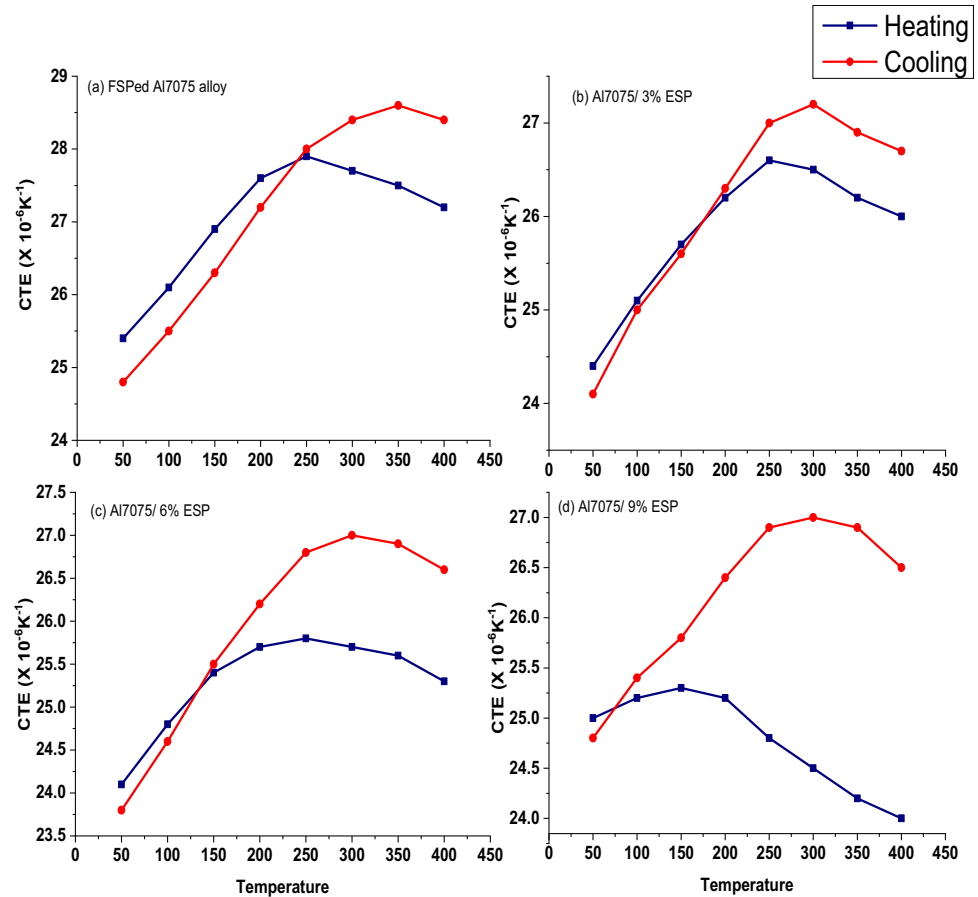 Heating
Cooling
(a) FSPed Al7075 alloy
29
28
27
26
25
24
CTE (X 10⁻⁶K⁻¹)
0 50 100 150 200 250 300 350 400 450
(b) Al7075/ 3% ESP
27
26
25
24
CTE (X 10⁻⁶K⁻¹)
0 50 100 150 200 250 300 350 400 450
(c) Al7075/ 6% ESP
27.5
27.0
26.5
26.0
25.5
25.0
24.5
24.0
23.5
CTE (X 10⁻⁶K⁻¹)
0 50 100 150 200 250 300 350 400 450
Temperature
(d) Al7075/ 9% ESP
27.0
26.5
26.0
25.5
25.0
24.5
24.0
CTE (X 10⁻⁶K⁻¹)
0 50 100 150 200 250 300 350 400 450
Temperature